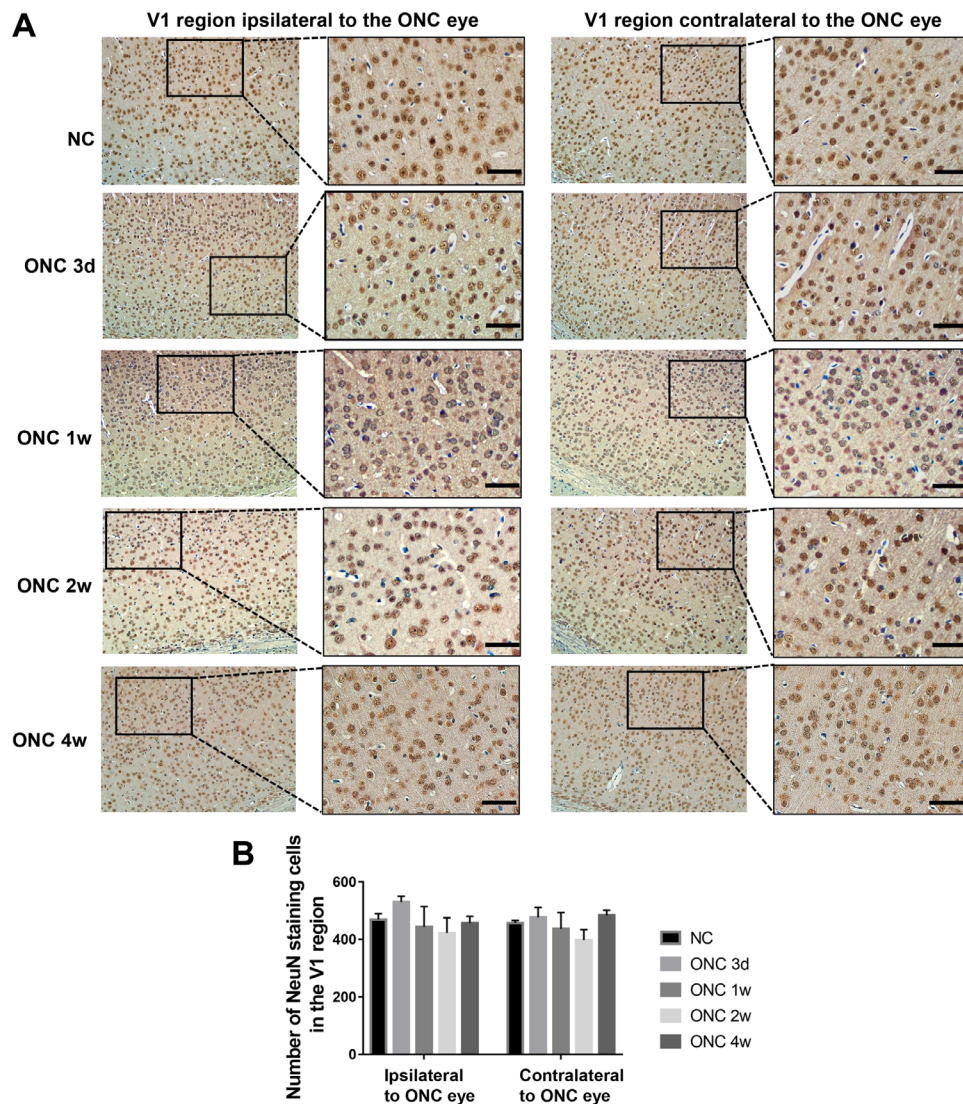 A
V1 region ipsilateral to the ONC eye
V1 region contralateral to the ONC eye
NC
ONC 3d
ONC 1w
ONC 2w
ONC 4w
B
Number of NeuN staining cells
in the V1 region
600
400
200
0
Ipsilateral
to ONC eye
Contralateral
to ONC eye
NC
ONC 3d
ONC 1w
ONC 2w
ONC 4w